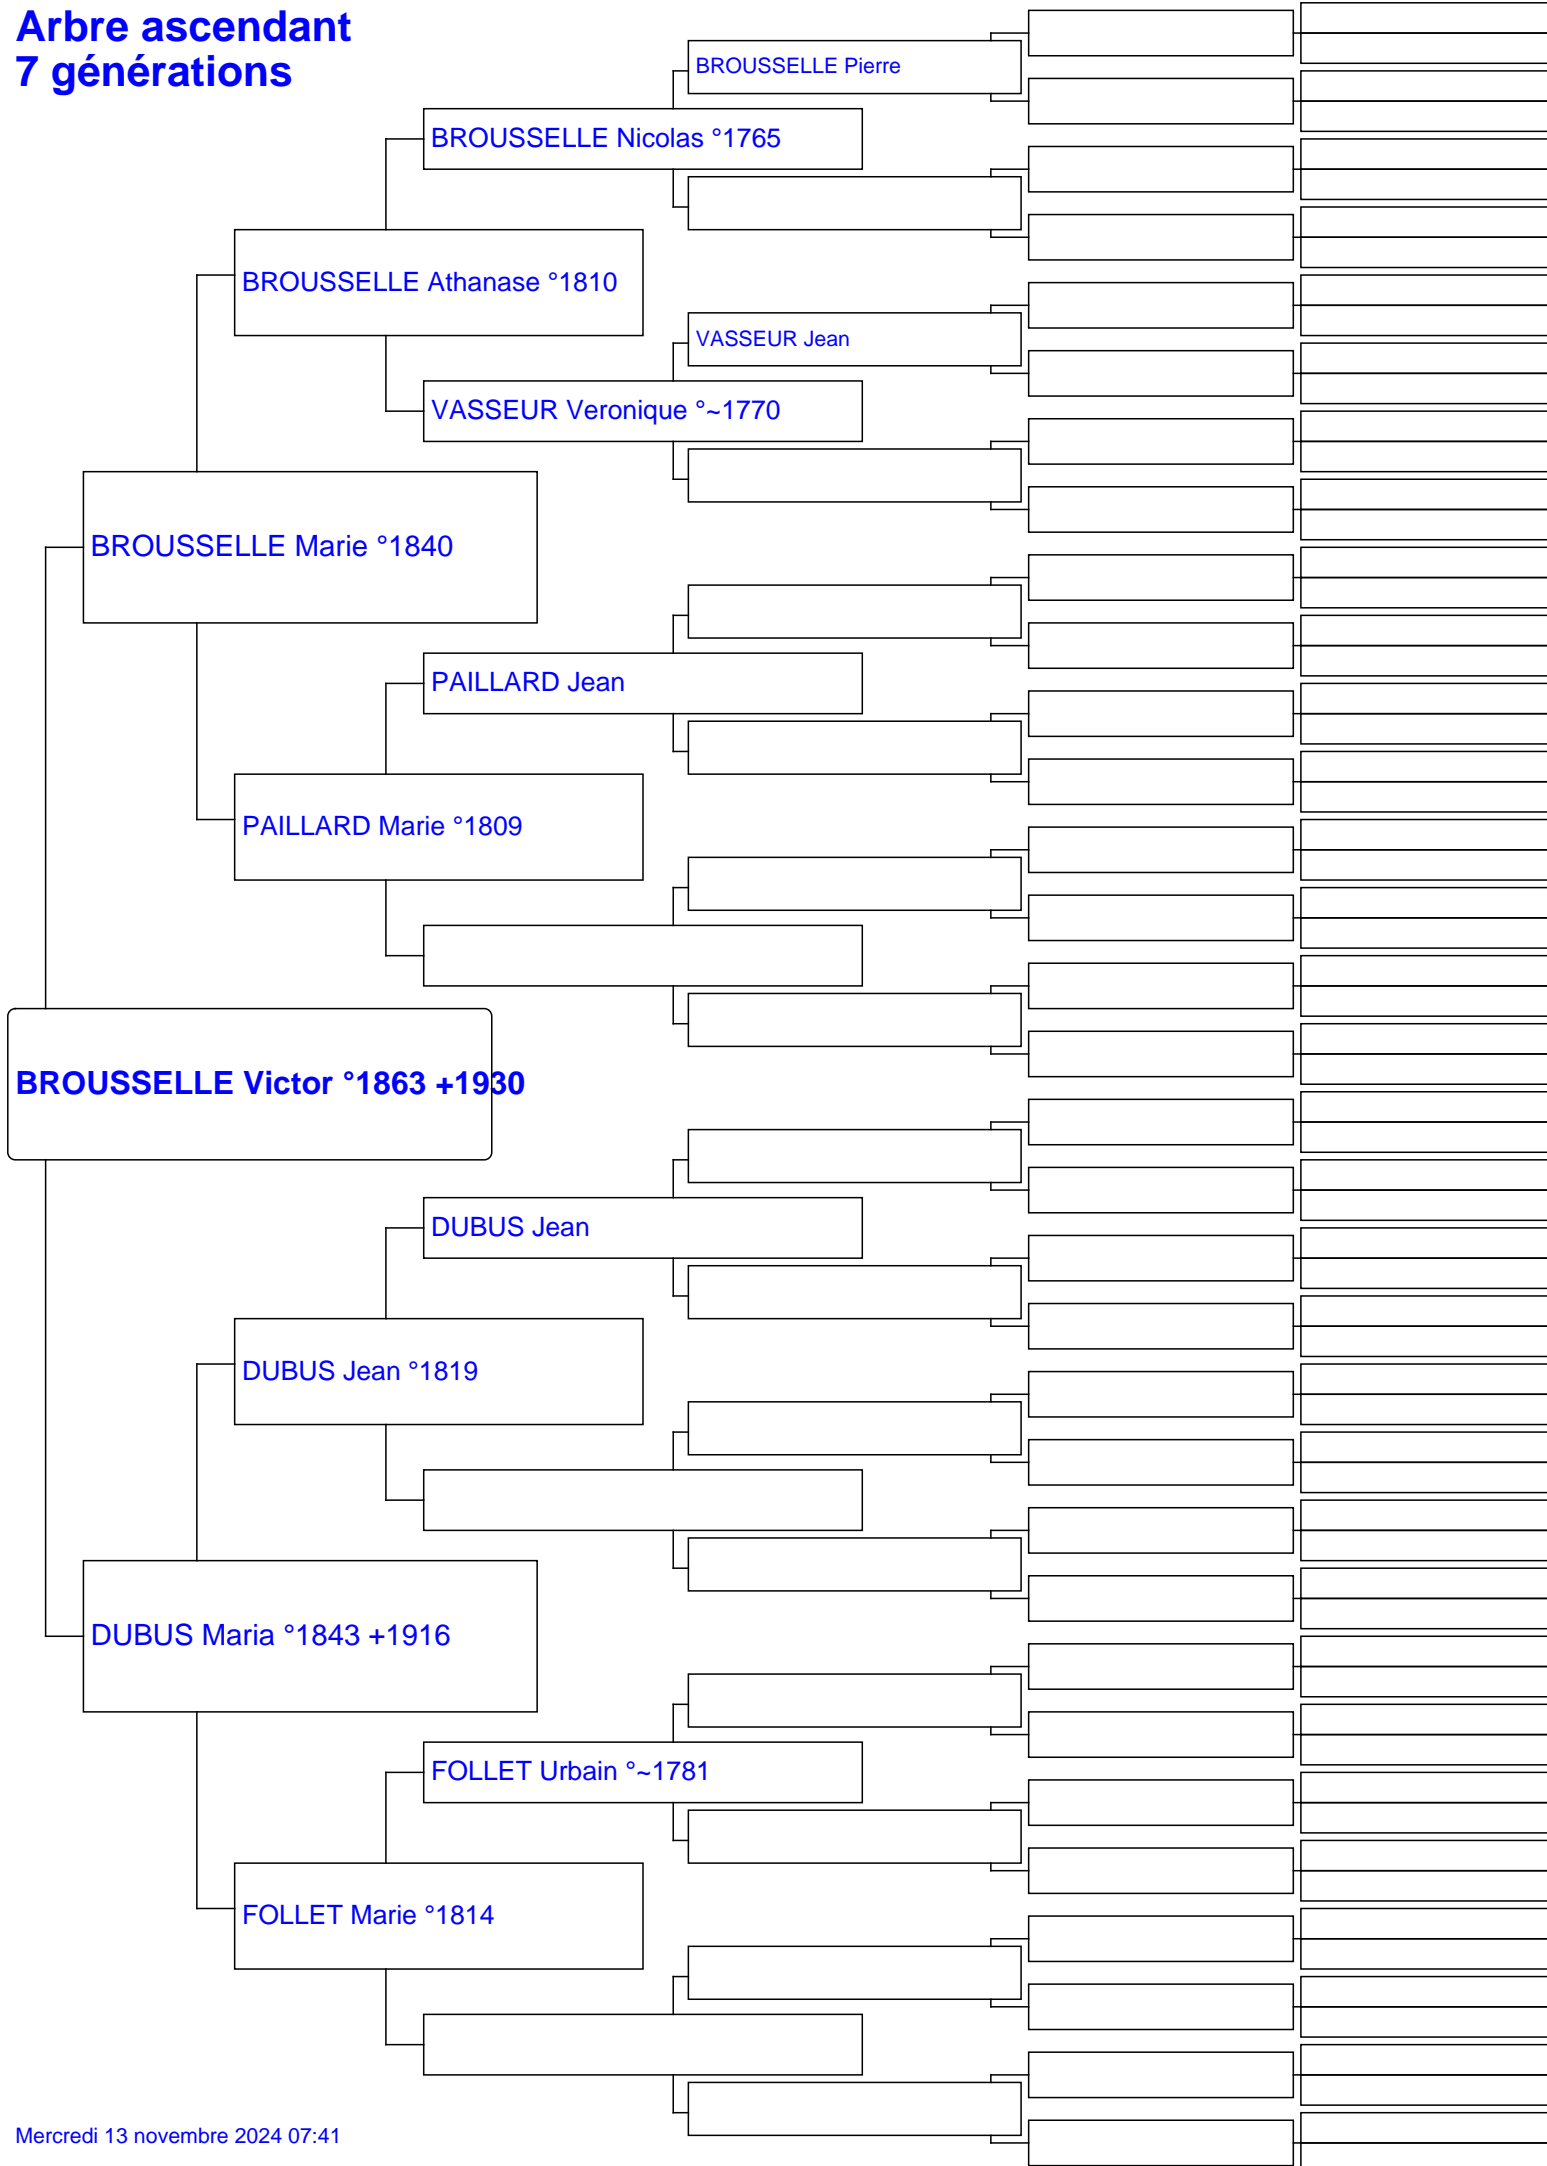 Arbre ascendant
7 générations
BROUSSELLE Pierre
BROUSSELLE Nicolas °1765
BROUSSELLE Athanase °1810
VASSEUR Jean
VASSEUR Veronique °~1770
BROUSSELLE Marie °1840
PAILLARD Jean
PAILLARD Marie °1809
BROUSSELLE Victor °1863 +1930
DUBUS Jean
DUBUS Jean °1819
DUBUS Maria °1843 +1916
FOLLET Urbain °~1781
FOLLET Marie °1814
Mercredi 13 novembre 2024 07:41